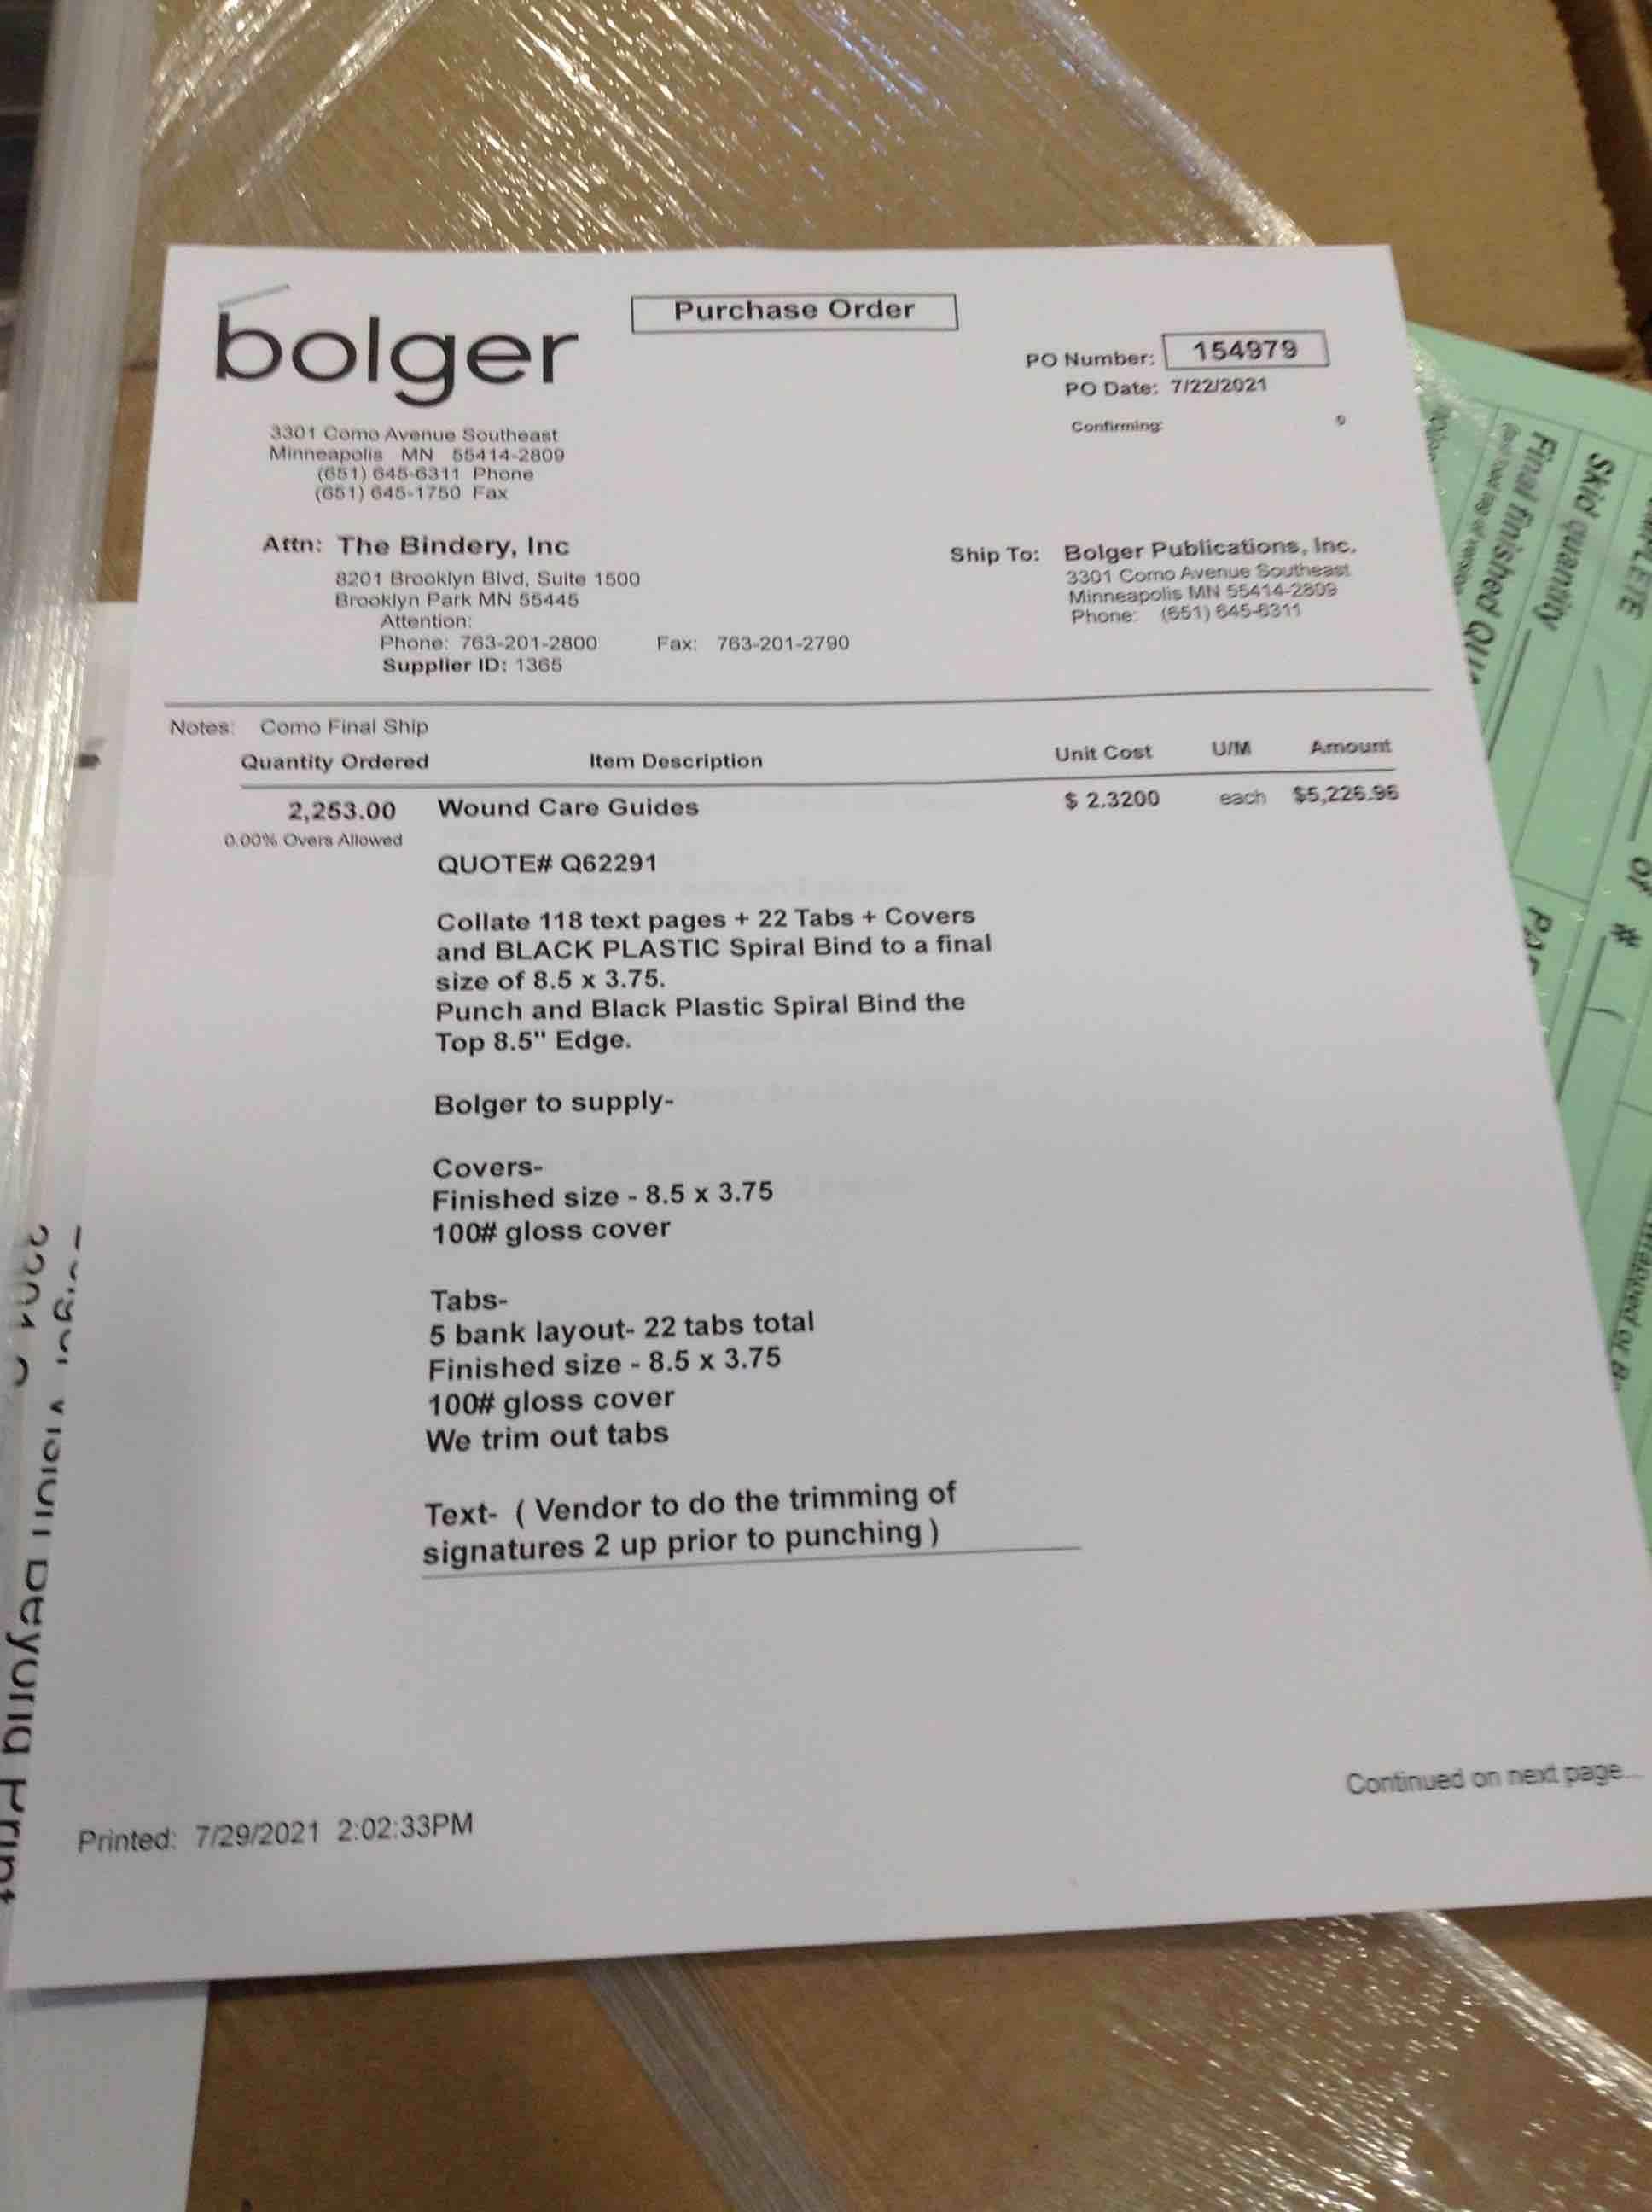 bolger
Purchase Order
PO Number: 154979
PO Date: 7/22/2021
Confirming:
3301 Como Avenue Southeast
Minneapolis MN 55414-2809
(651) 645-6311 Phone
(651) 645-1750 Fax
Attn: The Bindery, Inc
8201 Brooklyn Blvd, Suite 1500
Brooklyn Park MN 55445
Attention:
Phone: 763-201-2800 Fax: 763-201-2790
Supplier ID: 1365
Ship To: Bolger Publications, Inc.
3301 Como Avenue Southeast
Minneapolis MN 55414-2809
Phone: (651) 645-6311
Notes: Como Final Ship
Quantity Ordered Item Description Unit Cost U/M Amount
2,253.00 Wound Care Guides $ 2.3200 each $5,226.96
0.00% Overs Allowed
QUOTE# Q62291
Collate 118 text pages + 22 Tabs + Covers
and BLACK PLASTIC Spiral Bind to a final
size of 8.5 x 3.75.
Punch and Black Plastic Spiral Bind the
Top 8.5" Edge.
Bolger to supply-
Covers-
Finished size - 8.5 x 3.75
100# gloss cover
Tabs-
5 bank layout- 22 tabs total
Finished size - 8.5 x 3.75
100# gloss cover
We trim out tabs
Text- ( Vendor to do the trimming of
signatures 2 up prior to punching )
Continued on next page...
Printed: 7/29/2021 2:02:33PM
Skid quantity
Final finished
of #